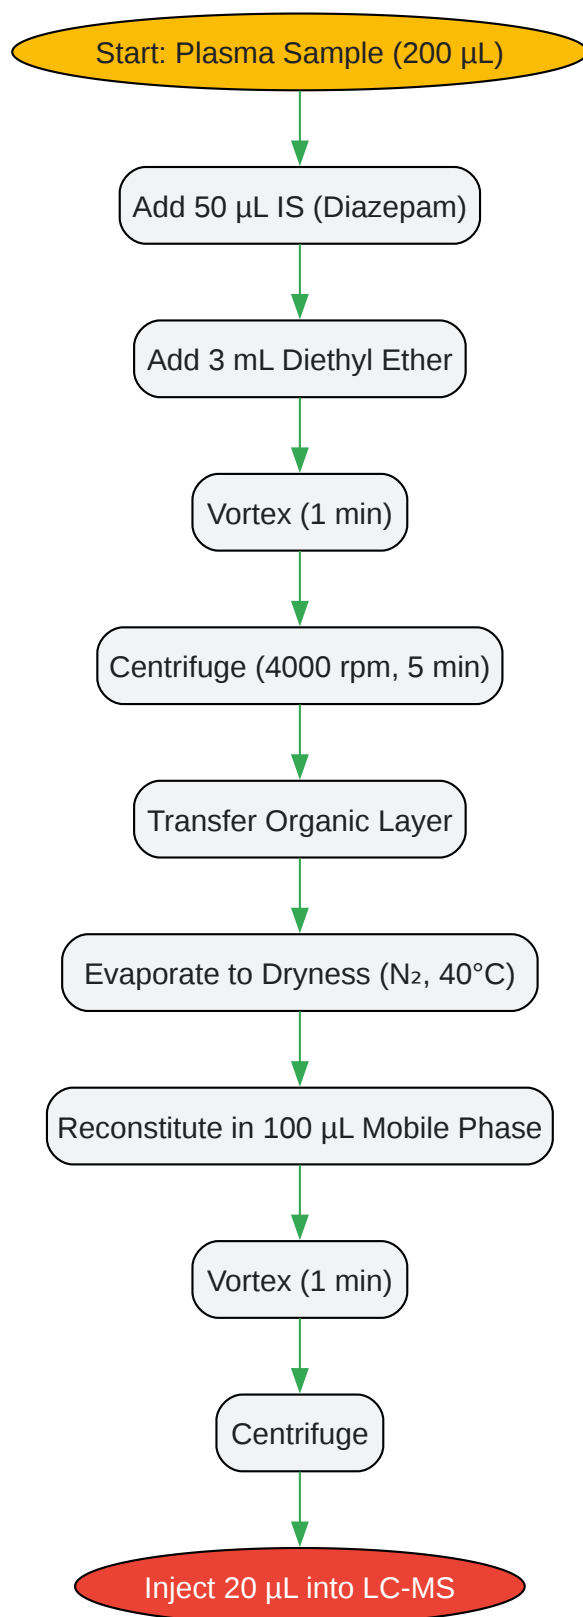 Start: Plasma Sample (200 µL)
Add 50 µL IS (Diazepam)
Add 3 mL Diethyl Ether
Vortex (1 min)
Centrifuge (4000 rpm, 5 min)
Transfer Organic Layer
Evaporate to Dryness (N₂, 40°C)
Reconstitute in 100 µL Mobile Phase
Vortex (1 min)
Centrifuge
Inject 20 µL into LC-MS